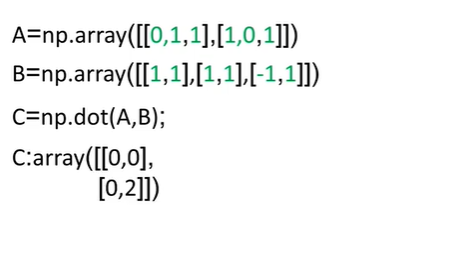 A=np.array([[0,1,1],[1,0,1]])
B=np.array([[1,1],[1,1],[-1,1]])
C=np.dot(A,B);
C:array([[0,0],
[0,2]])